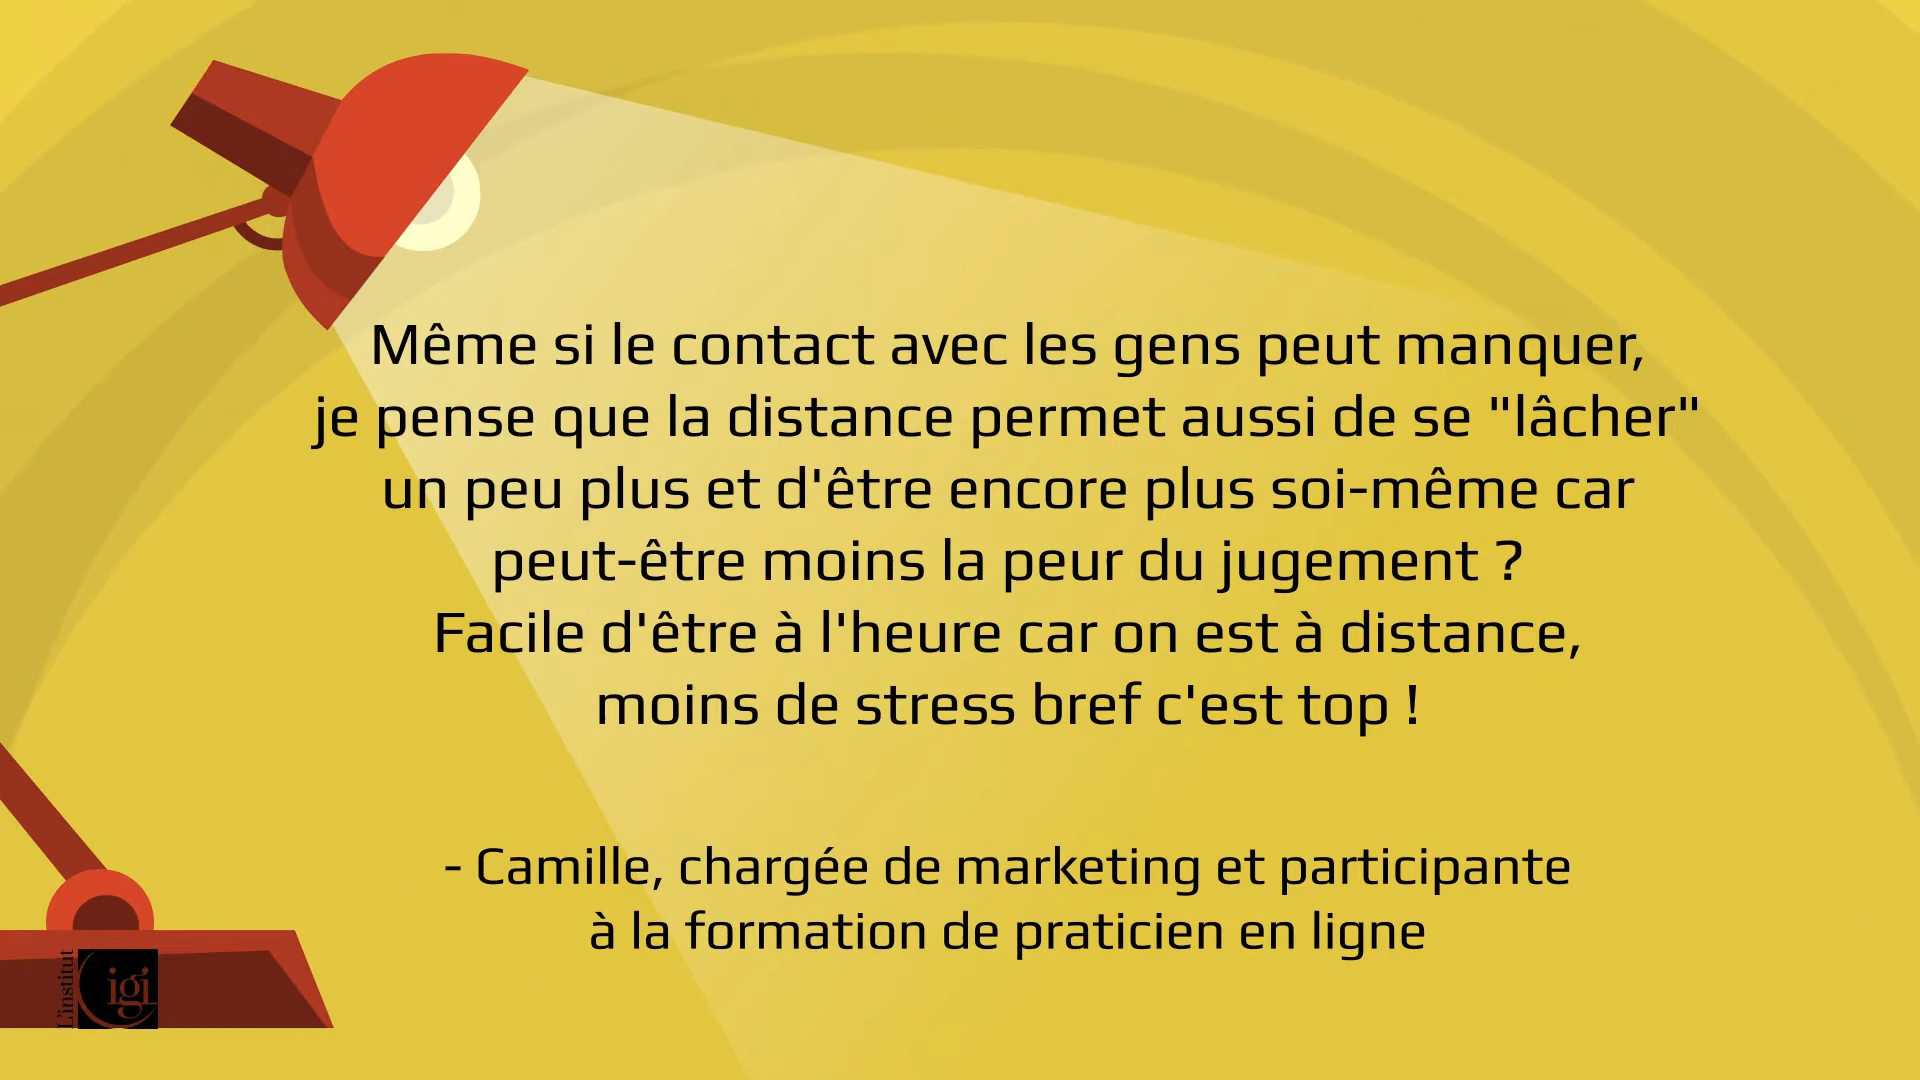 Même si le contact avec les gens peut manquer,
je pense que la distance permet aussi de se "lâcher"
un peu plus et d'être encore plus soi-même car
peut-être moins la peur du jugement ?
Facile d'être à l'heure car on est à distance,
moins de stress bref c'est top !
- Camille, chargée de marketing et participante
à la formation de praticien en ligne
L'institut
igi